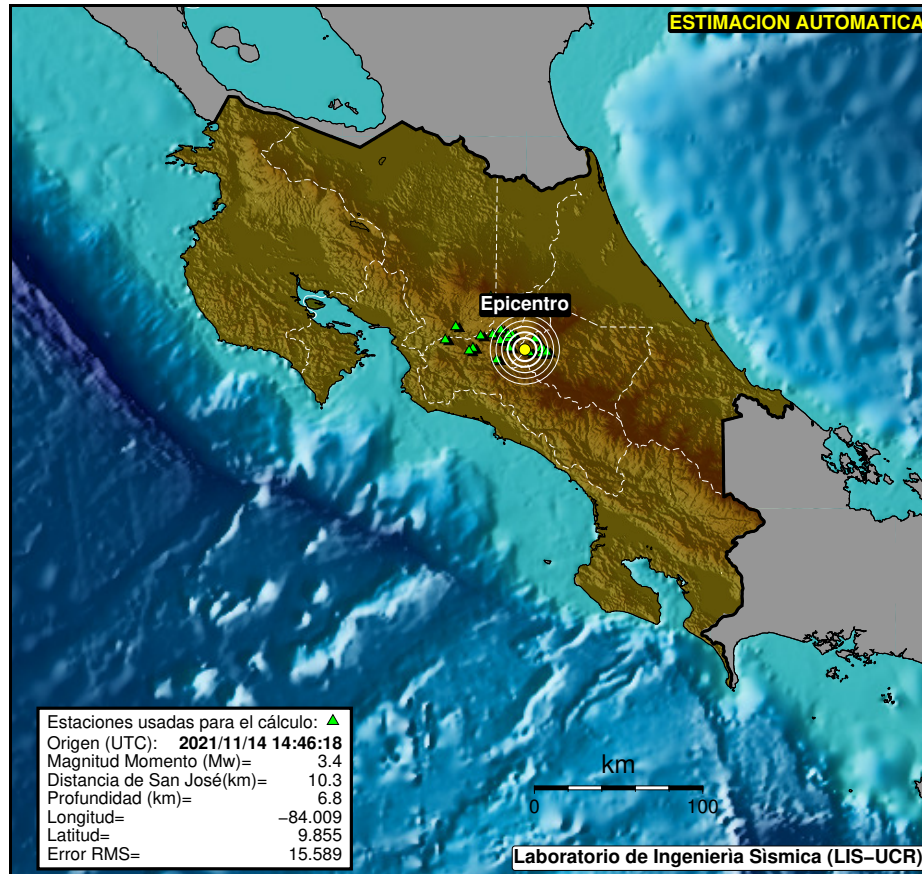 ESTIMACION AUTOMATICA
Epicentro
Estaciones usadas para el cálculo:
Origen (UTC): 2021/11/14 14:46:18
Magnitud Momento (Mw)= 3.4
Distancia de San José(km)= 10.3
Profundidad (km)= 6.8
Longitud= −84.009
Latitud= 9.855
Error RMS= 15.589
km
0 100
Laboratorio de Ingenierìa Sìsmica (LIS−UCR)